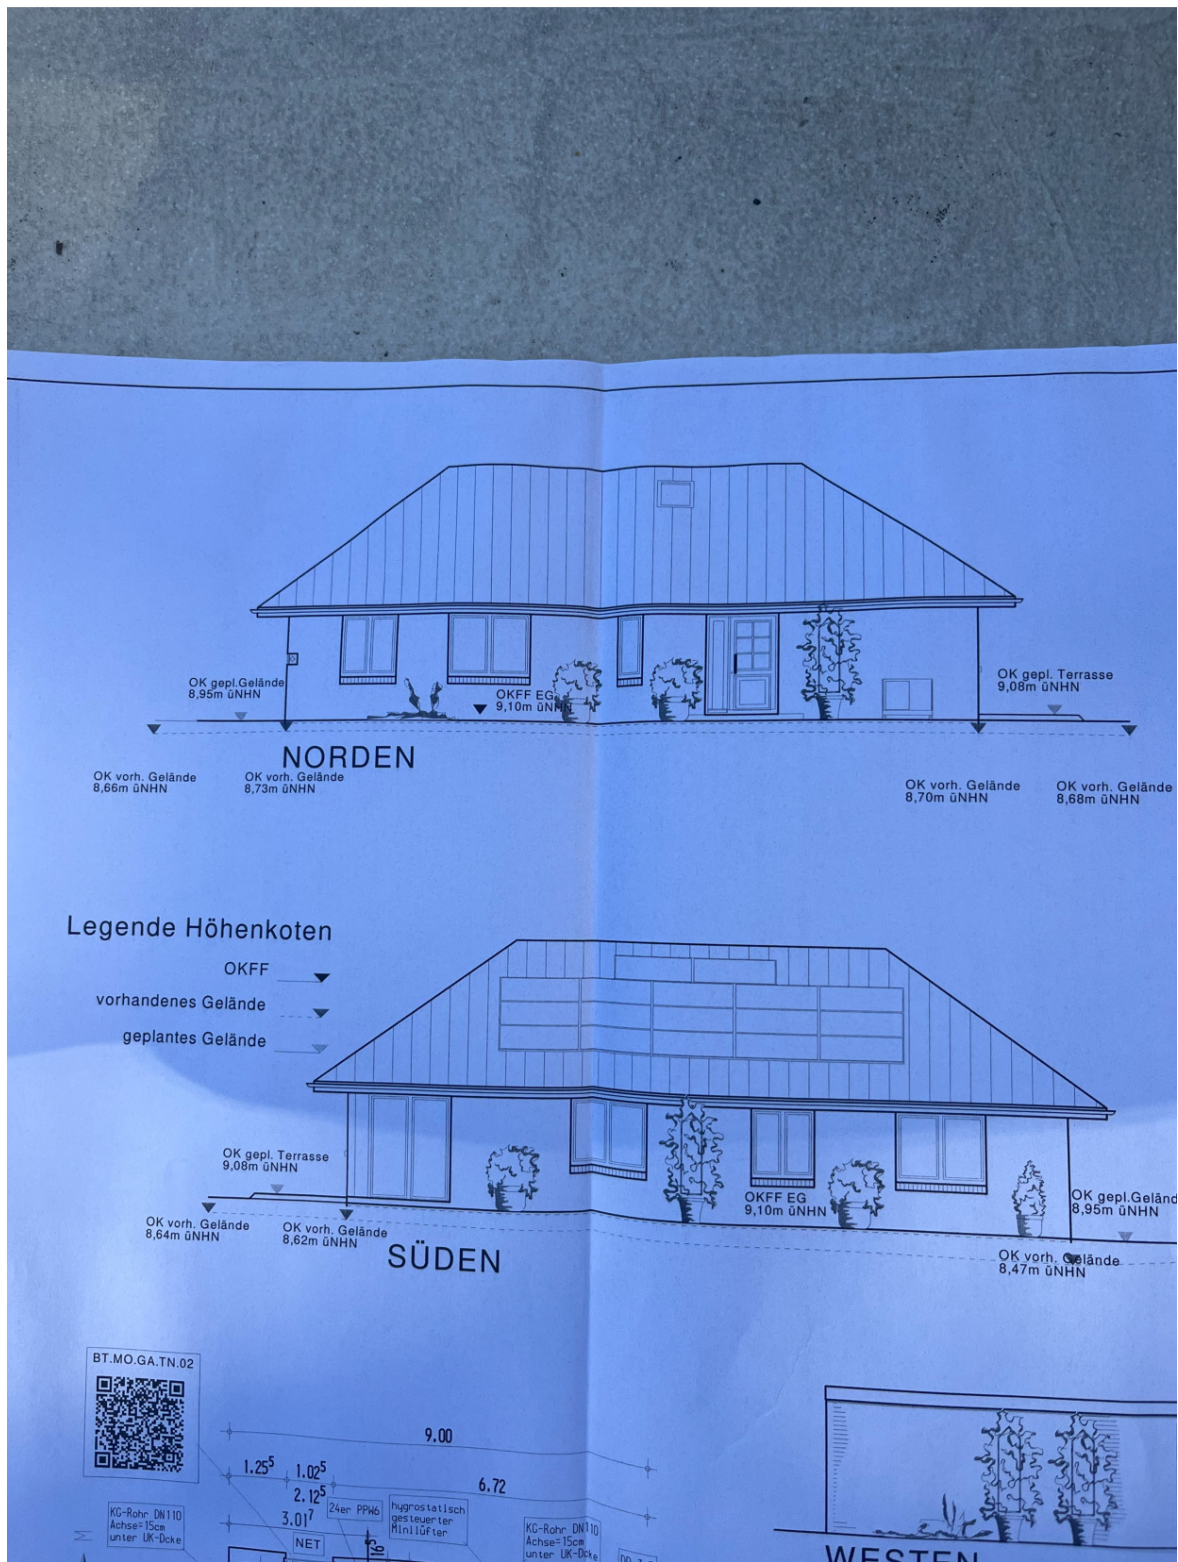 OK gepl.Gelände
8,95m üNHN
OKFF EG
9,10m üNHN
OK gepl. Terrasse
9,08m üNHN
NORDEN
OK vorh. Gelände
8,66m üNHN
OK vorh. Gelände
8,73m üNHN
OK vorh. Gelände
8,70m üNHN
OK vorh. Gelände
8,68m üNHN
Legende Höhenkoten
OKFF
vorhandenes Gelände
geplantes Gelände
OK gepl. Terrasse
9,08m üNHN
OKFF EG
9,10m üNHN
OK gepl.Gelände
8,95m üNHN
OK vorh. Gelände
8,64m üNHN
OK vorh. Gelände
8,62m üNHN
OK vorh. Gelände
8,47m üNHN
SÜDEN
BT.MO.GA.TN.02
9.00
1.25⁵
1.02⁵
6.72
2.12⁵
3.01⁷
24er PPW6
hygrostatisch
gesteuerter
Minilüfter
KG-Rohr DN110
Achse=15cm
unter UK-Dcke
NET
16⁵
KG-Rohr DN110
Achse=15cm
unter UK-Dcke
WESTEN